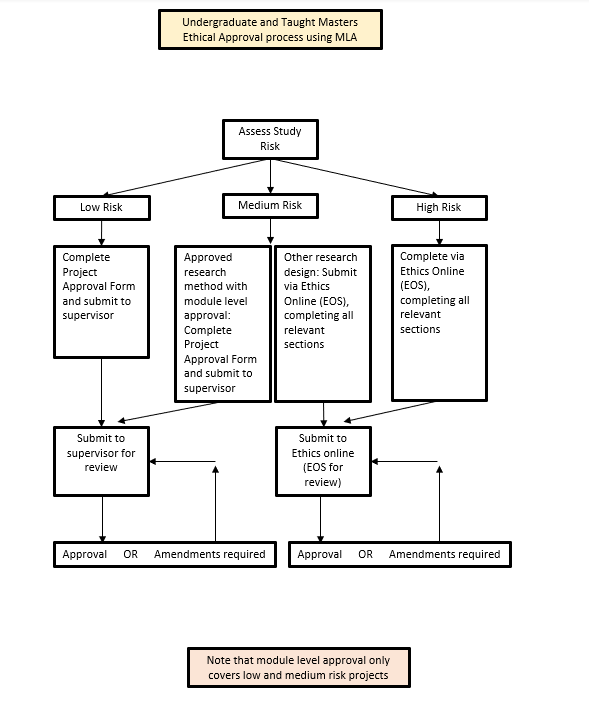 Undergraduate and Taught Masters
Ethical Approval process using MLA
Assess Study
Risk
Low Risk
Medium Risk
High Risk
Complete
Project
Approval Form
and submit to
supervisor
Approved
research
method with
module level
approval:
Complete
Project
Approval Form
and submit to
supervisor
Other research
design: Submit
via Ethics
Online (EOS),
completing all
relevant
sections
Complete via
Ethics Online
(EOS),
completing all
relevant
sections
Submit to
supervisor for
review
Submit to
Ethics online
(EOS for
review)
Approval OR Amendments required
Approval OR Amendments required
Note that module level approval only
covers low and medium risk projects